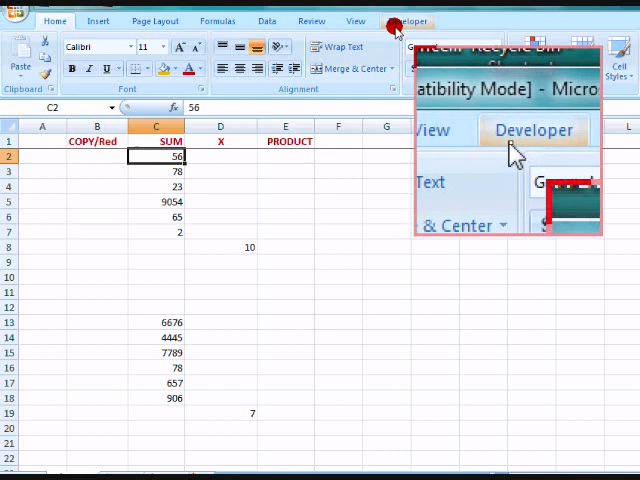 Home Insert Page Layout Formulas Data Review View Developer
Calibri 11 A A Wrap Text
Paste B I U A Merge & Center Cell
Styles
Clipboard Font Alignment
C2 fx 56
A B C D E F G L
1 COPY/Red SUM X PRODUCT
2 56
3 78
4 23
5 9054
6 65
7 2
8 10
9
10
11
12
13 6676
14 4445
15 7789
16 78
17 657
18 906
19 7
20
21
22
Recycle Bin
atibility Mode] - Micros
View Developer
Text
& Center